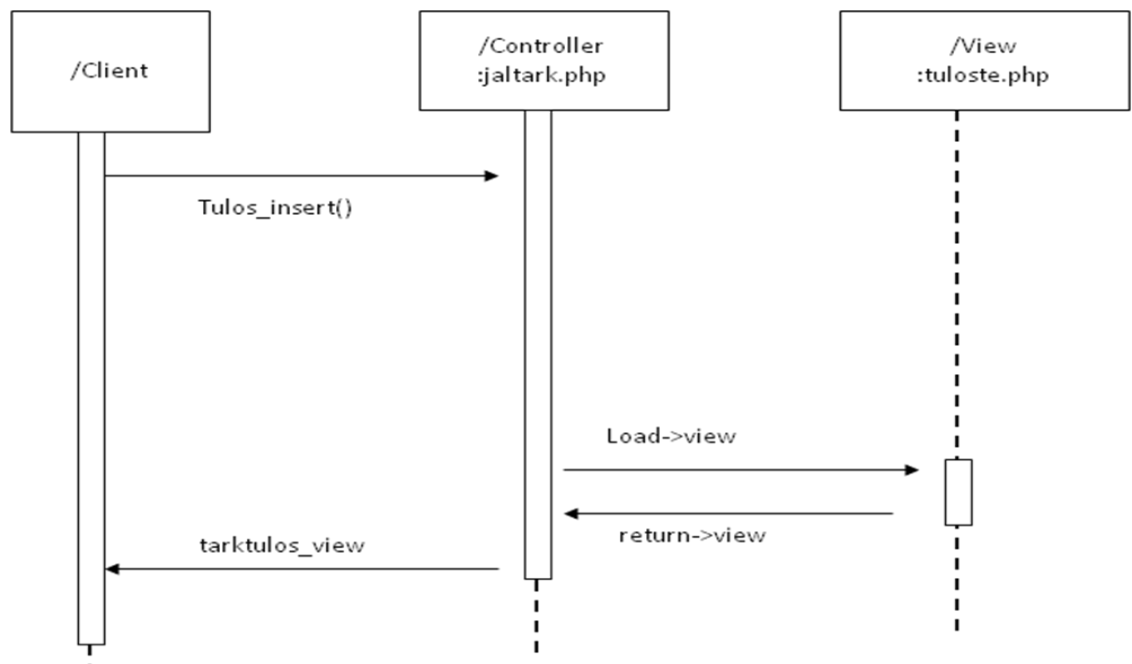 /Client
/Controller
:jaltark.php
/View
:tuloste.php
Tulos_insert()
Load->view
return->view
tarktulos_view